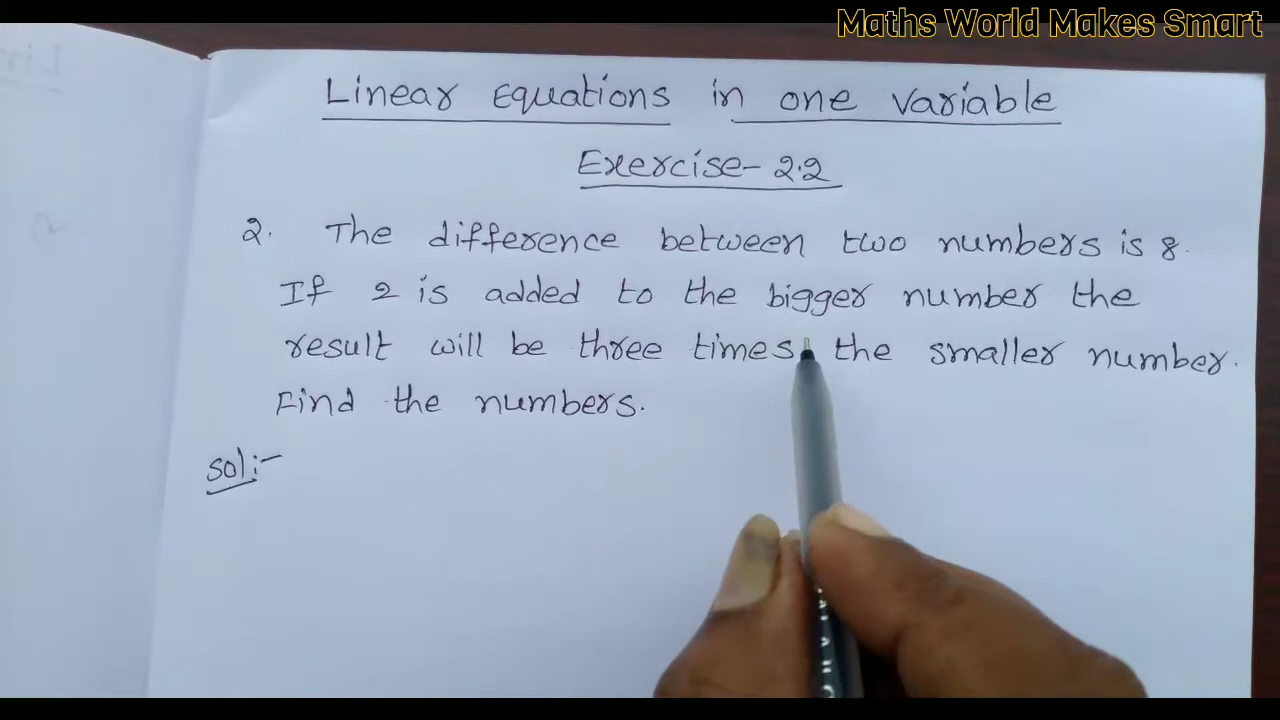 Maths World Makes Smart
Linear Equations in one variable
Exercise- 2.2
2. The difference between two numbers is 8.
If 2 is added to the bigger number the
result will be three times the smaller number.
Find the numbers.
Sol:-